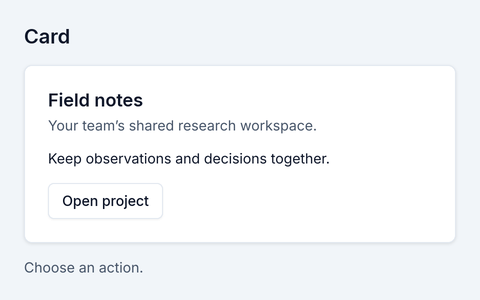 Card
Field notes
Your team’s shared research workspace.
Keep observations and decisions together.
Open project
Choose an action.